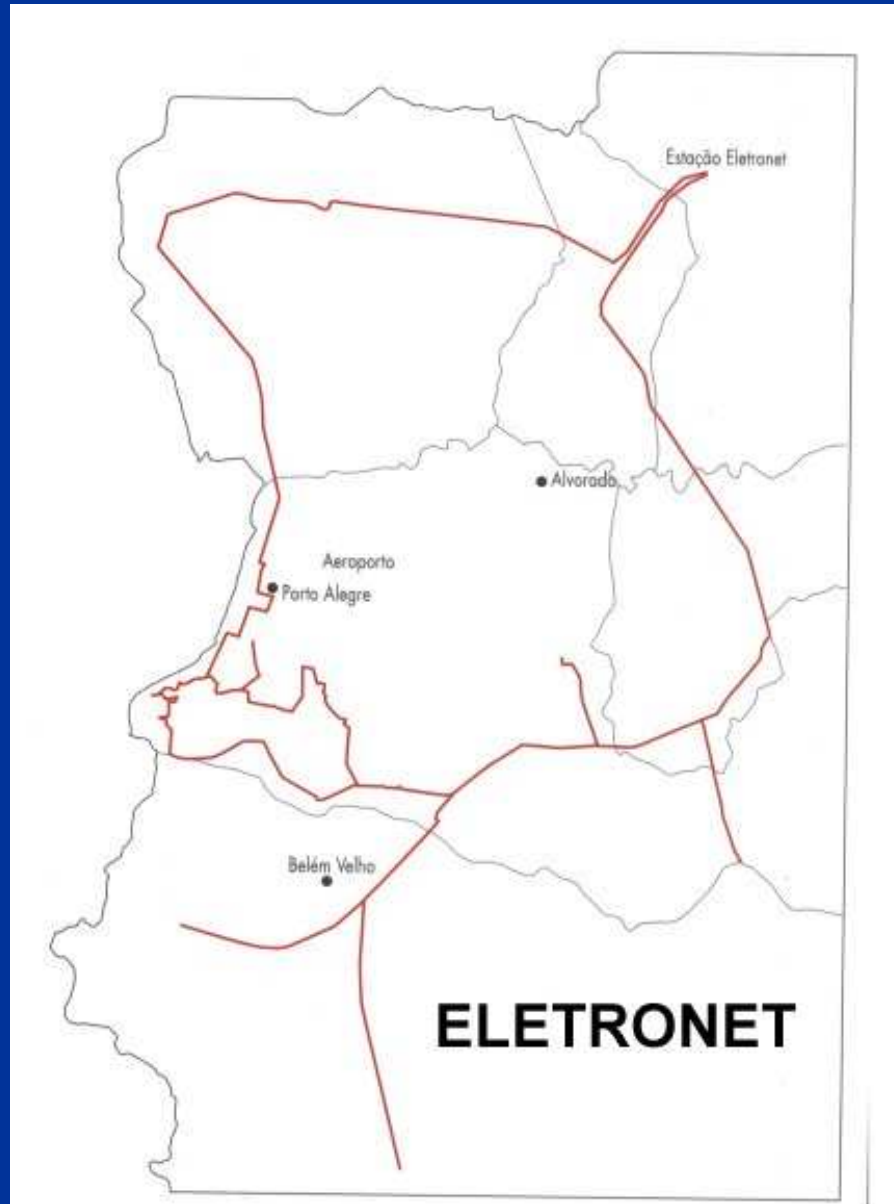 Estação Eletronet
Alvorada
Aeroporto
Porto Alegre
Belém Velho
ELETRONET